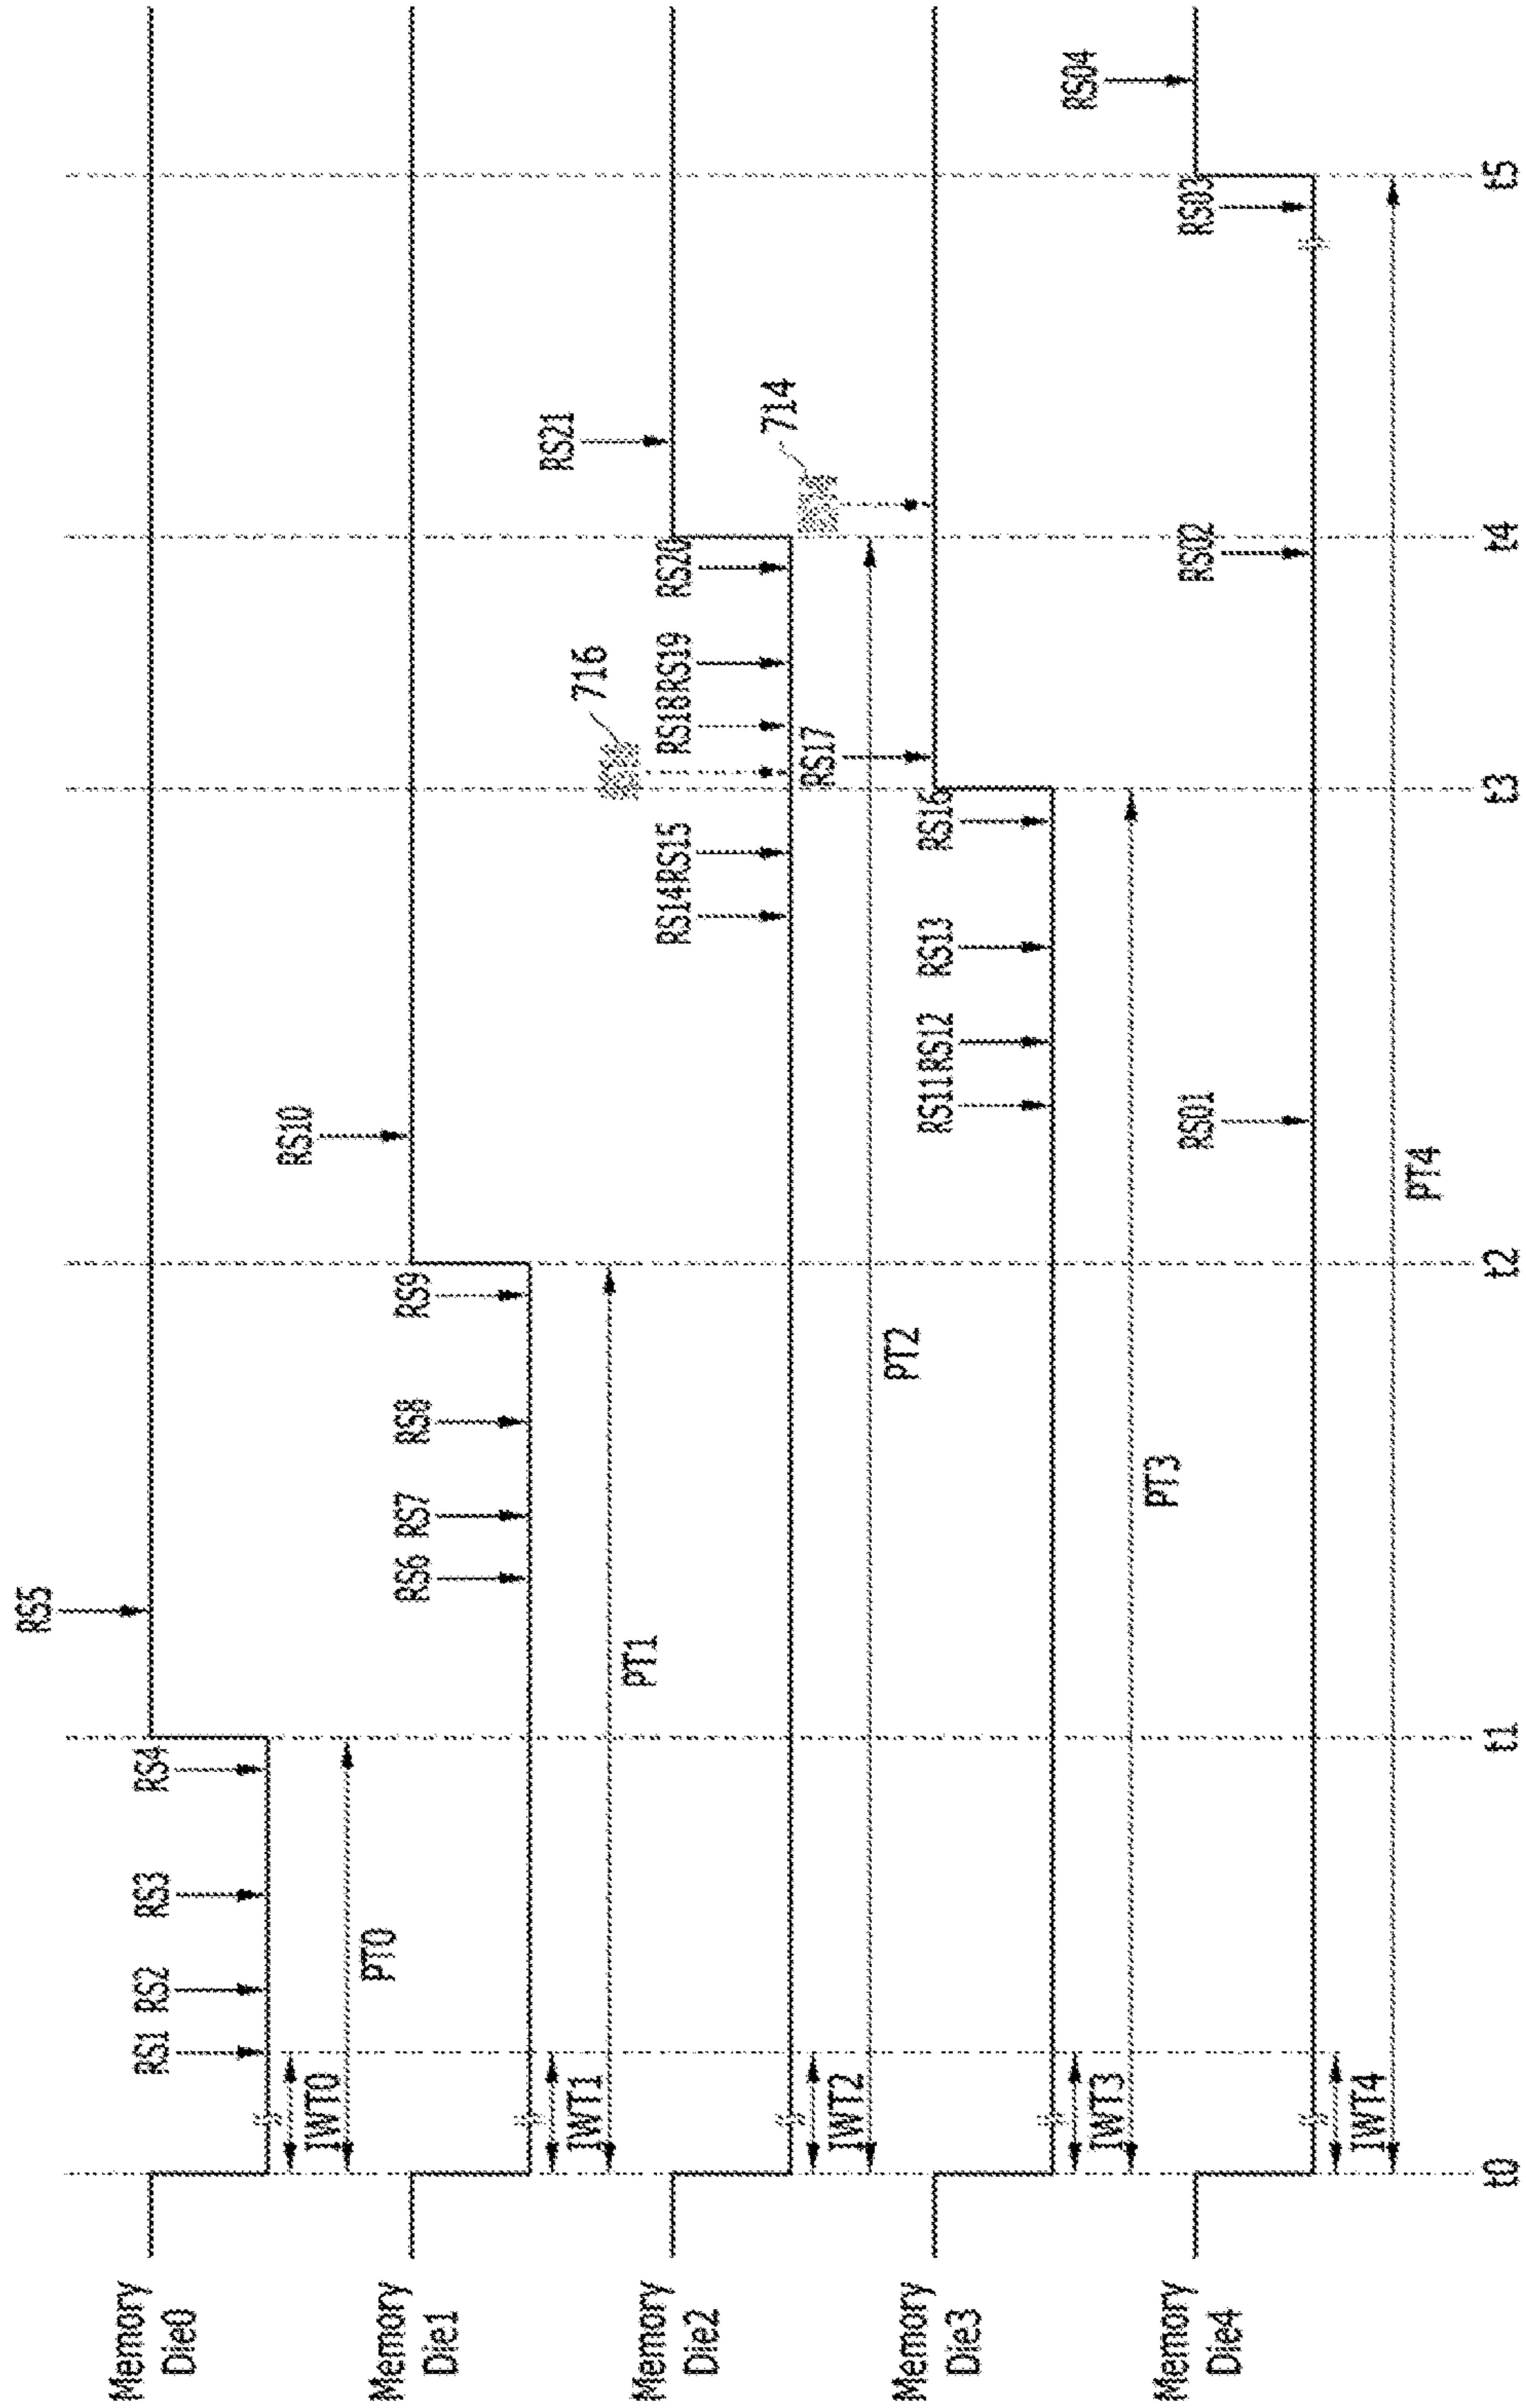 Memory
Die0
RS1
RS2
RS3
RS4
RS5
IWT0
PT0
Memory
Die1
RS6
RS7
RS8
RS9
RS10
IWT1
PT1
Memory
Die2
RS14
RS15
716
RS18
RS19
RS20
RS21
IWT2
PT2
Memory
Die3
RS11
RS12
RS13
RS16
RS17
714
IWT3
PT3
Memory
Die4
RS01
RS02
RS03
RS04
IWT4
PT4
t0
t1
t2
t3
t4
t5